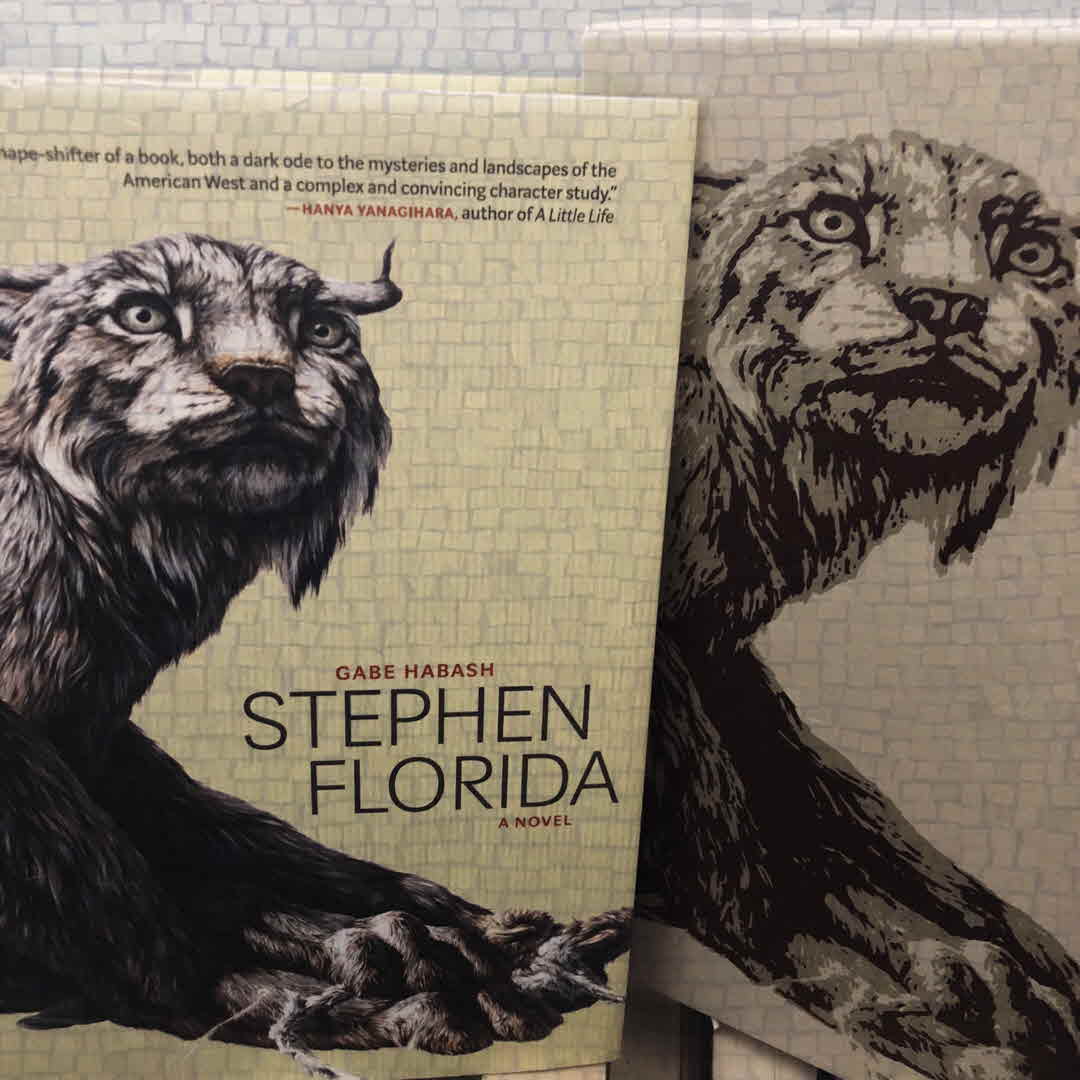 hape-shifter of a book, both a dark ode to the mysteries and landscapes of the
American West and a complex and convincing character study.”
—HANYA YANAGIHARA, author of A Little Life
GABE HABASH
STEPHEN
FLORIDA
A NOVEL